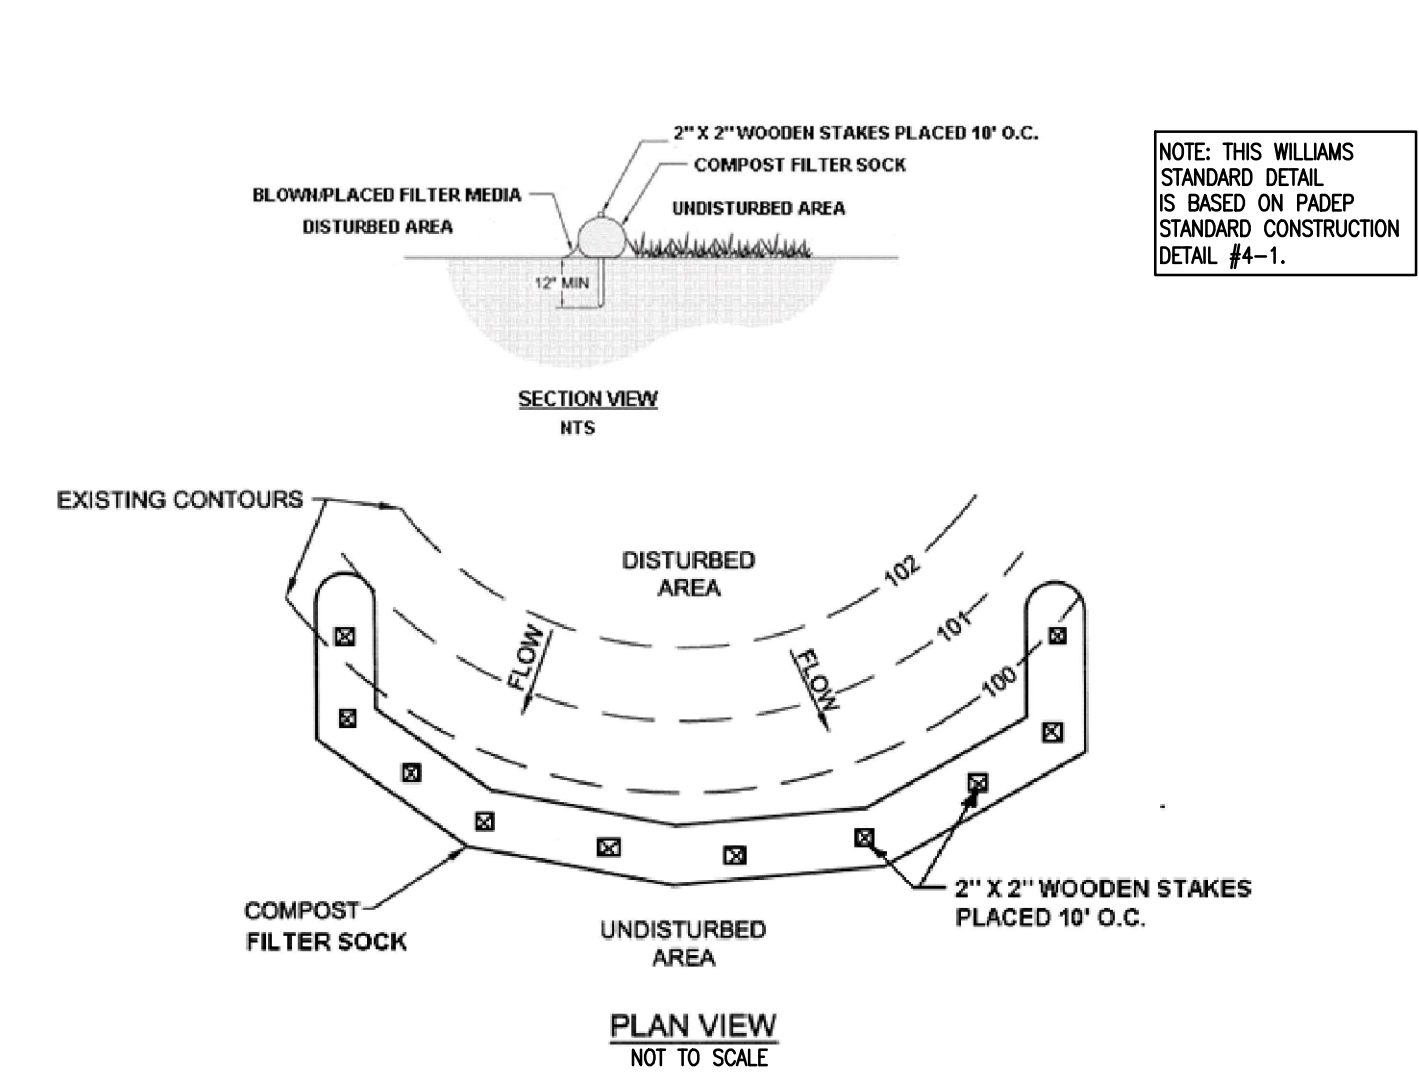 2" X 2" WOODEN STAKES PLACED 10' O.C.
COMPOST FILTER SOCK
BLOWN/PLACED FILTER MEDIA
DISTURBED AREA
UNDISTURBED AREA
12" MIN
SECTION VIEW
NTS
NOTE: THIS WILLIAMS
STANDARD DETAIL
IS BASED ON PADEP
STANDARD CONSTRUCTION
DETAIL #4-1.
EXISTING CONTOURS
DISTURBED
AREA
102
101
100
FLOW
FLOW
COMPOST
FILTER SOCK
UNDISTURBED
AREA
2" X 2" WOODEN STAKES
PLACED 10' O.C.
PLAN VIEW
NOT TO SCALE